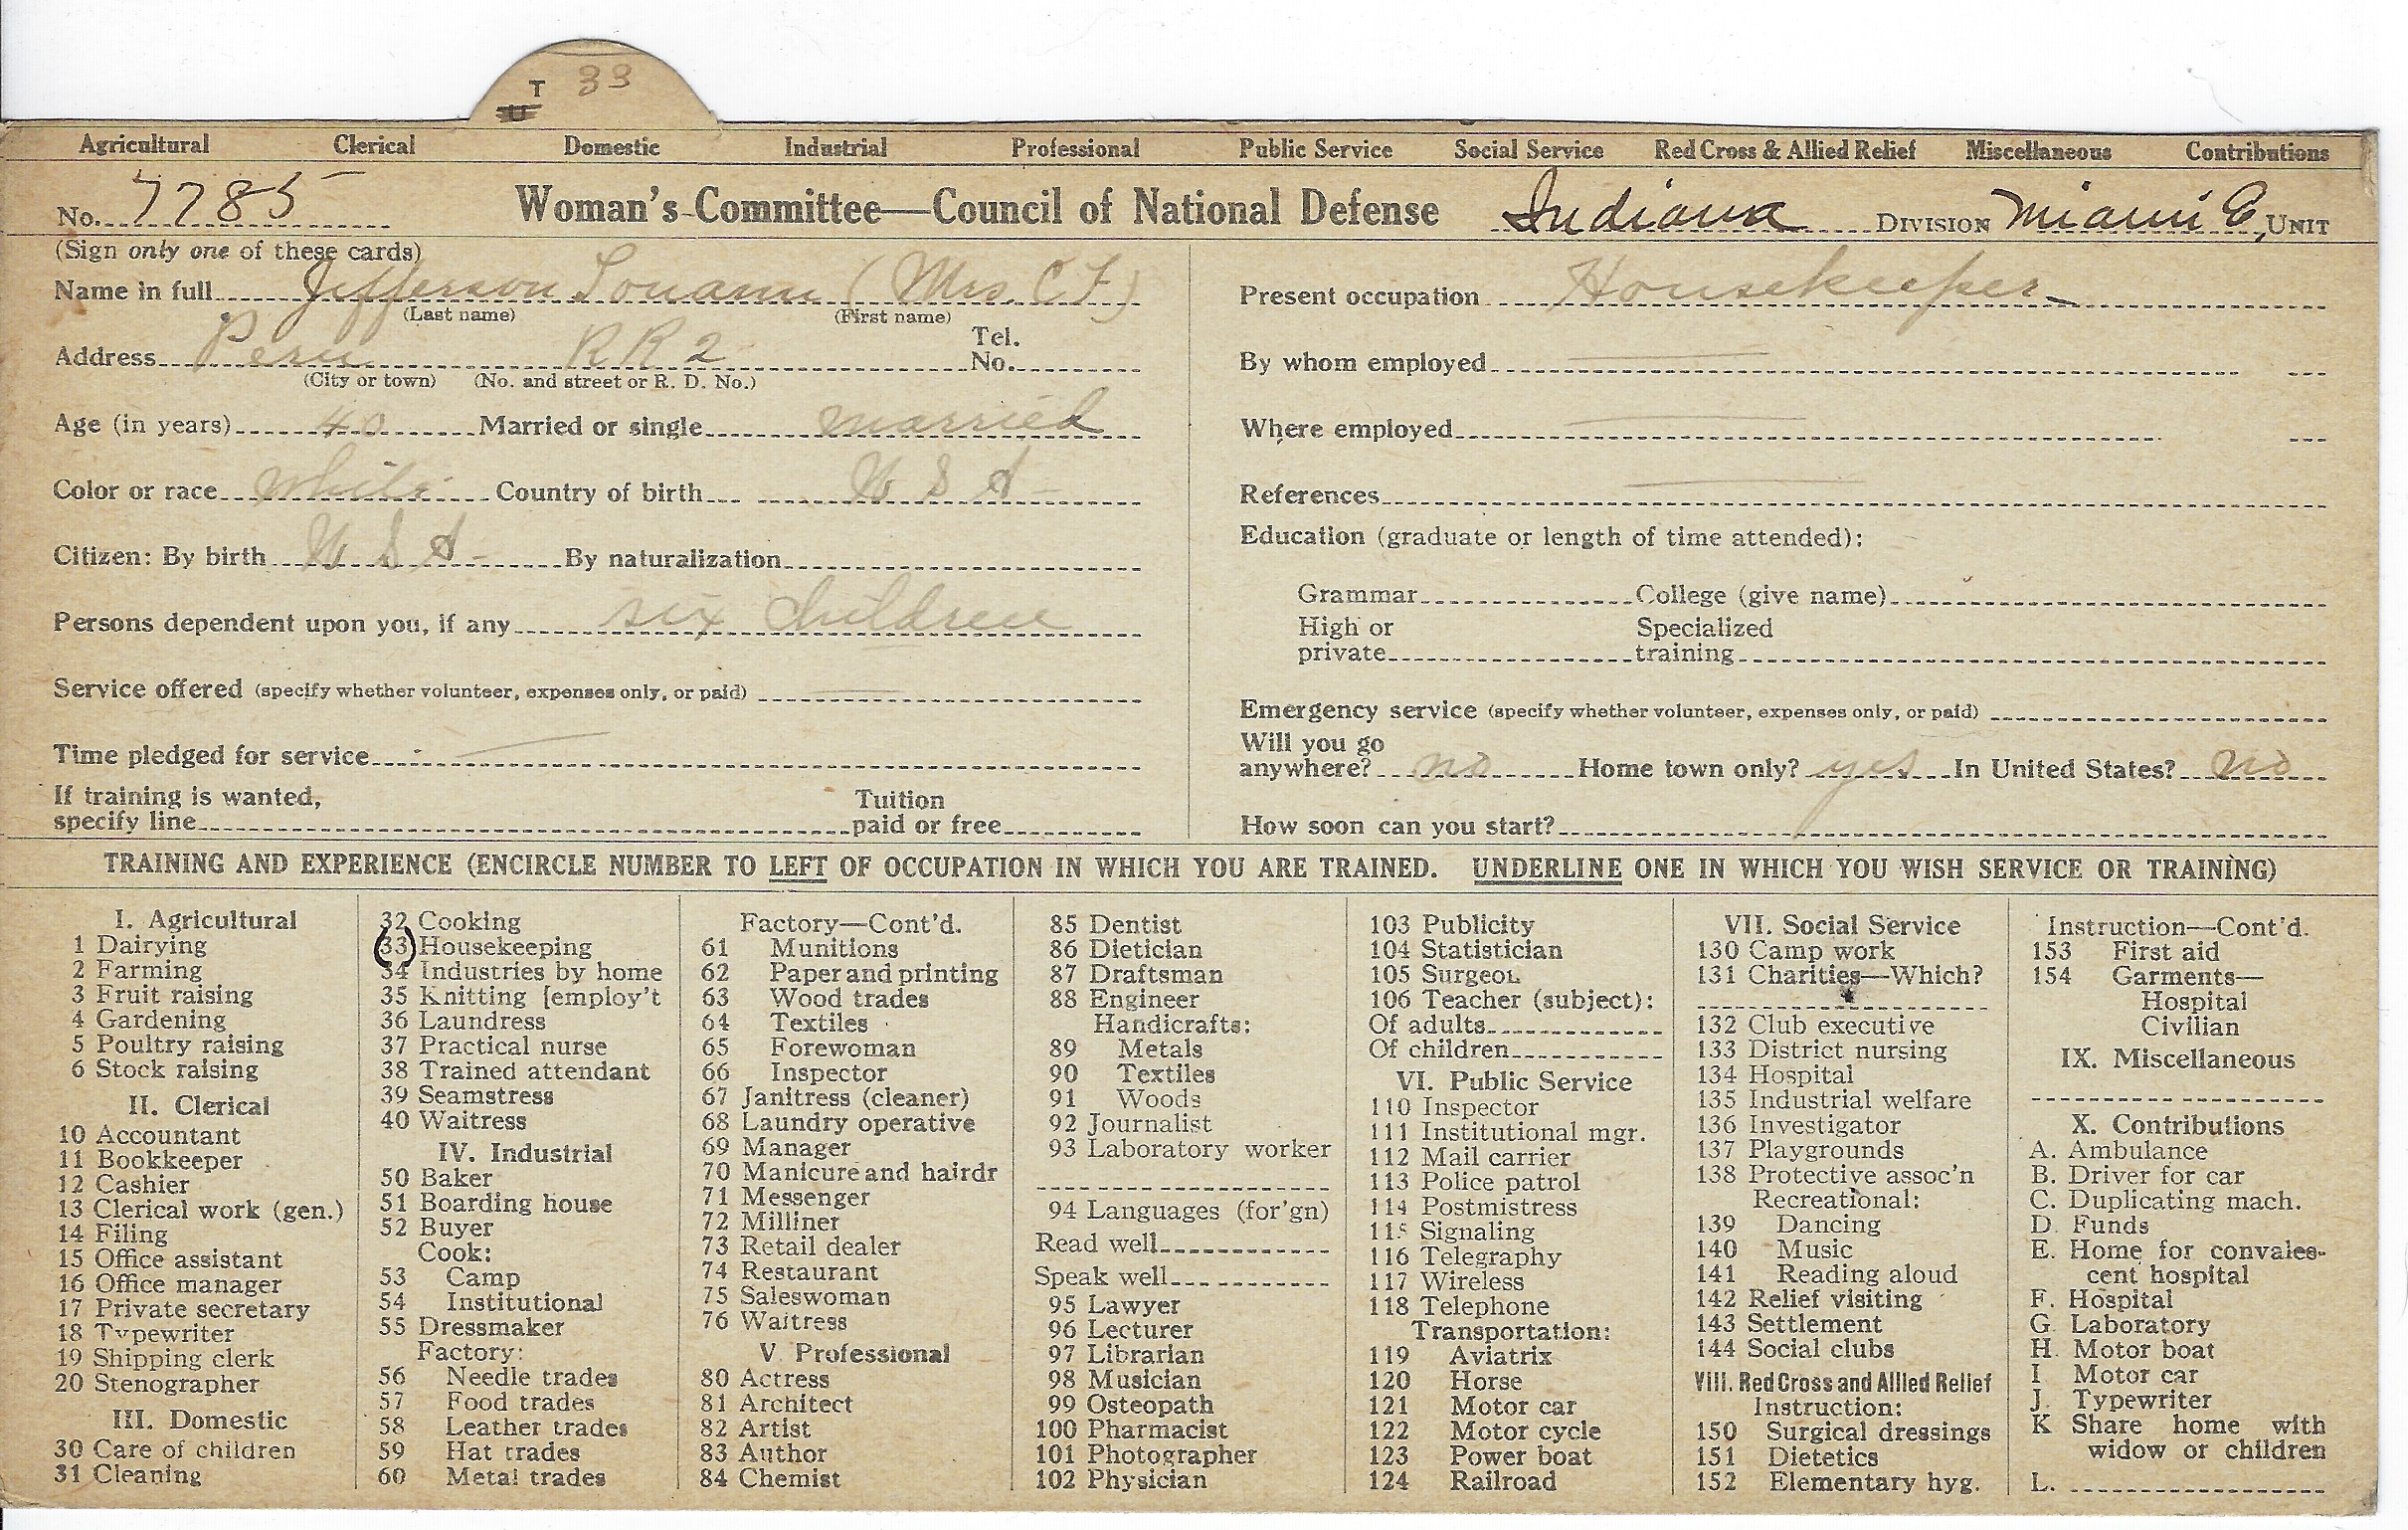 T 33
U
Agricultural Clerical Domestic Industrial Professional Public Service Social Service Red Cross & Allied Relief Miscellaneous Contributions
No. 7785 Woman's Committee—Council of National Defense Indiana DIVISION Miami C. UNIT
(Sign only one of these cards)
Name in full Jefferson Louann (Mrs C F)
(Last name) (First name)
Address Peru R R 2 Tel. No.
(City or town) (No. and street or R. D. No.)
Age (in years) 40 Married or single married
Color or race white Country of birth U S A
Citizen: By birth U S A By naturalization
Persons dependent upon you, if any six children
Service offered (specify whether volunteer, expenses only, or paid)
Time pledged for service
If training is wanted,
specify line
Tuition
paid or free
Present occupation Housekeeper
By whom employed
Where employed
References
Education (graduate or length of time attended):
Grammar College (give name)
High or private Specialized training
Emergency service (specify whether volunteer, expenses only, or paid)
Will you go
anywhere? no Home town only? yes In United States? no
How soon can you start?
TRAINING AND EXPERIENCE (ENCIRCLE NUMBER TO LEFT OF OCCUPATION IN WHICH YOU ARE TRAINED. UNDERLINE ONE IN WHICH YOU WISH SERVICE OR TRAINING)
I. Agricultural
1 Dairying
2 Farming
3 Fruit raising
4 Gardening
5 Poultry raising
6 Stock raising
II. Clerical
10 Accountant
11 Bookkeeper
12 Cashier
13 Clerical work (gen.)
14 Filing
15 Office assistant
16 Office manager
17 Private secretary
18 Typewriter
19 Shipping clerk
20 Stenographer
III. Domestic
30 Care of children
31 Cleaning
32 Cooking
33 Housekeeping
34 Industries by home
35 Knitting [employ't
36 Laundress
37 Practical nurse
38 Trained attendant
39 Seamstress
40 Waitress
IV. Industrial
50 Baker
51 Boarding house
52 Buyer
Cook:
53 Camp
54 Institutional
55 Dressmaker
Factory:
56 Needle trades
57 Food trades
58 Leather trades
59 Hat trades
60 Metal trades
Factory—Cont'd.
61 Munitions
62 Paper and printing
63 Wood trades
64 Textiles
65 Forewoman
66 Inspector
67 Janitress (cleaner)
68 Laundry operative
69 Manager
70 Manicure and hairdr
71 Messenger
72 Milliner
73 Retail dealer
74 Restaurant
75 Saleswoman
76 Waitress
V. Professional
80 Actress
81 Architect
82 Artist
83 Author
84 Chemist
85 Dentist
86 Dietician
87 Draftsman
88 Engineer
Handicrafts:
89 Metals
90 Textiles
91 Woods
92 Journalist
93 Laboratory worker
94 Languages (for'gn)
Read well
Speak well
95 Lawyer
96 Lecturer
97 Librarian
98 Musician
99 Osteopath
100 Pharmacist
101 Photographer
102 Physician
103 Publicity
104 Statistician
105 Surgeon
106 Teacher (subject):
Of adults
Of children
VI. Public Service
110 Inspector
111 Institutional mgr.
112 Mail carrier
113 Police patrol
114 Postmistress
115 Signaling
116 Telegraphy
117 Wireless
118 Telephone
Transportation:
119 Aviatrix
120 Horse
121 Motor car
122 Motor cycle
123 Power boat
124 Railroad
VII. Social Service
130 Camp work
131 Charities—Which?
132 Club executive
133 District nursing
134 Hospital
135 Industrial welfare
136 Investigator
137 Playgrounds
138 Protective assoc'n
Recreational:
139 Dancing
140 Music
141 Reading aloud
142 Relief visiting
143 Settlement
144 Social clubs
VIII. Red Cross and Allied Relief
Instruction:
150 Surgical dressings
151 Dietetics
152 Elementary hyg.
Instruction—Cont'd.
153 First aid
154 Garments—
Hospital
Civilian
IX. Miscellaneous
X. Contributions
A. Ambulance
B. Driver for car
C. Duplicating mach.
D. Funds
E. Home for convales-
cent hospital
F. Hospital
G. Laboratory
H. Motor boat
I Motor car
J. Typewriter
K Share home with
widow or children
L.